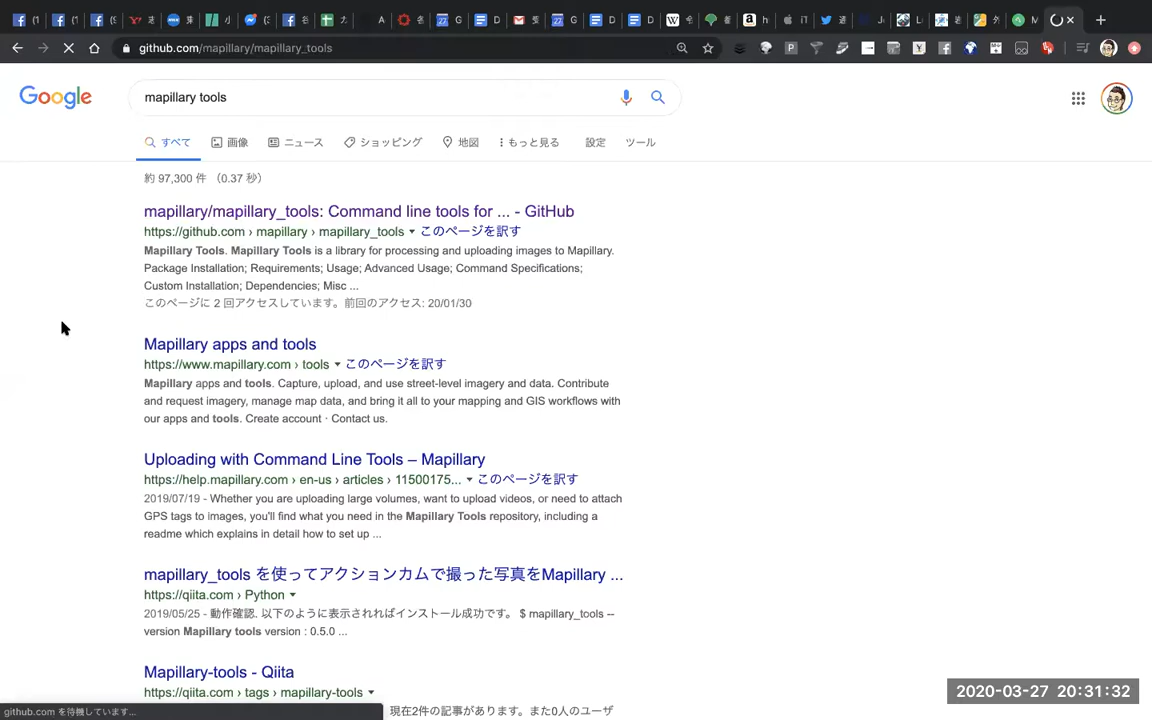 github.com/mapillary/mapillary_tools
Google
mapillary tools
すべて 画像 ニュース ショッピング 地図 もっと見る 設定 ツール
約 97,300 件 （0.37 秒）
mapillary/mapillary_tools: Command line tools for ... - GitHub
https://github.com › mapillary › mapillary_tools ▼ このページを訳す
Mapillary Tools. Mapillary Tools is a library for processing and uploading images to Mapillary.
Package Installation; Requirements; Usage; Advanced Usage; Command Specifications;
Custom Installation; Dependencies; Misc ...
このページに 2 回アクセスしています。前回のアクセス: 20/01/30
Mapillary apps and tools
https://www.mapillary.com › tools ▼ このページを訳す
Mapillary apps and tools. Capture, upload, and use street-level imagery and data. Contribute
and request imagery, manage map data, and bring it all to your mapping and GIS workflows with
our apps and tools. Create account · Contact us.
Uploading with Command Line Tools – Mapillary
https://help.mapillary.com › en-us › articles › 11500175... ▼ このページを訳す
2019/07/19 - Whether you are uploading large volumes, want to upload videos, or need to attach
GPS tags to images, you'll find what you need in the Mapillary Tools repository, including a
readme which explains in detail how to set up ...
mapillary_tools を使ってアクションカムで撮った写真をMapillary ...
https://qiita.com › Python ▼
2019/05/25 - 動作確認. 以下のように表示されればインストール成功です。 $ mapillary_tools --
version Mapillary tools version : 0.5.0 ...
Mapillary-tools - Qiita
https://qiita.com › tags › mapillary-tools ▼
現在2件の記事があります。また0人のユーザ
github.com を待機しています...
2020-03-27 20:31:32